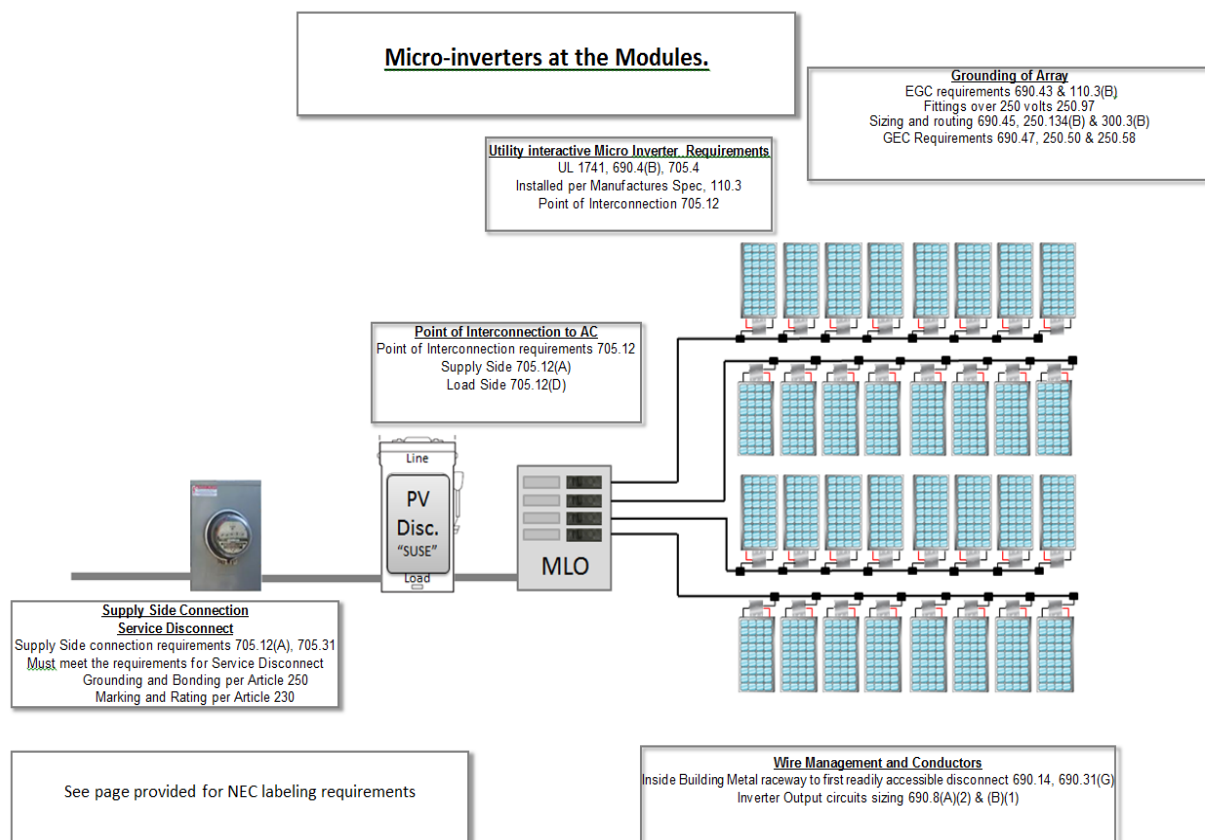 Micro-inverters at the Modules.
Grounding of Array
EGC requirements 690.43 & 110.3(B)
Fittings over 250 volts 250.97
Sizing and routing 690.45, 250.134(B) & 300.3(B)
GEC Requirements 690.47, 250.50 & 250.58
Utility interactive Micro Inverter Requirements
UL 1741, 690.4(B), 705.4
Installed per Manufactures Spec, 110.3
Point of Interconnection 705.12
Point of Interconnection to AC
Point of Interconnection requirements 705.12
Supply Side 705.12(A)
Load Side 705.12(D)
Line
PV
Disc.
"SUSE"
Load
MLO
Supply Side Connection
Service Disconnect
Supply Side connection requirements 705.12(A), 705.31
Must meet the requirements for Service Disconnect
Grounding and Bonding per Article 250
Marking and Rating per Article 230
See page provided for NEC labeling requirements
Wire Management and Conductors
Inside Building Metal raceway to first readily accessible disconnect 690.14, 690.31(G)
Inverter Output circuits sizing 690.8(A)(2) & (B)(1)